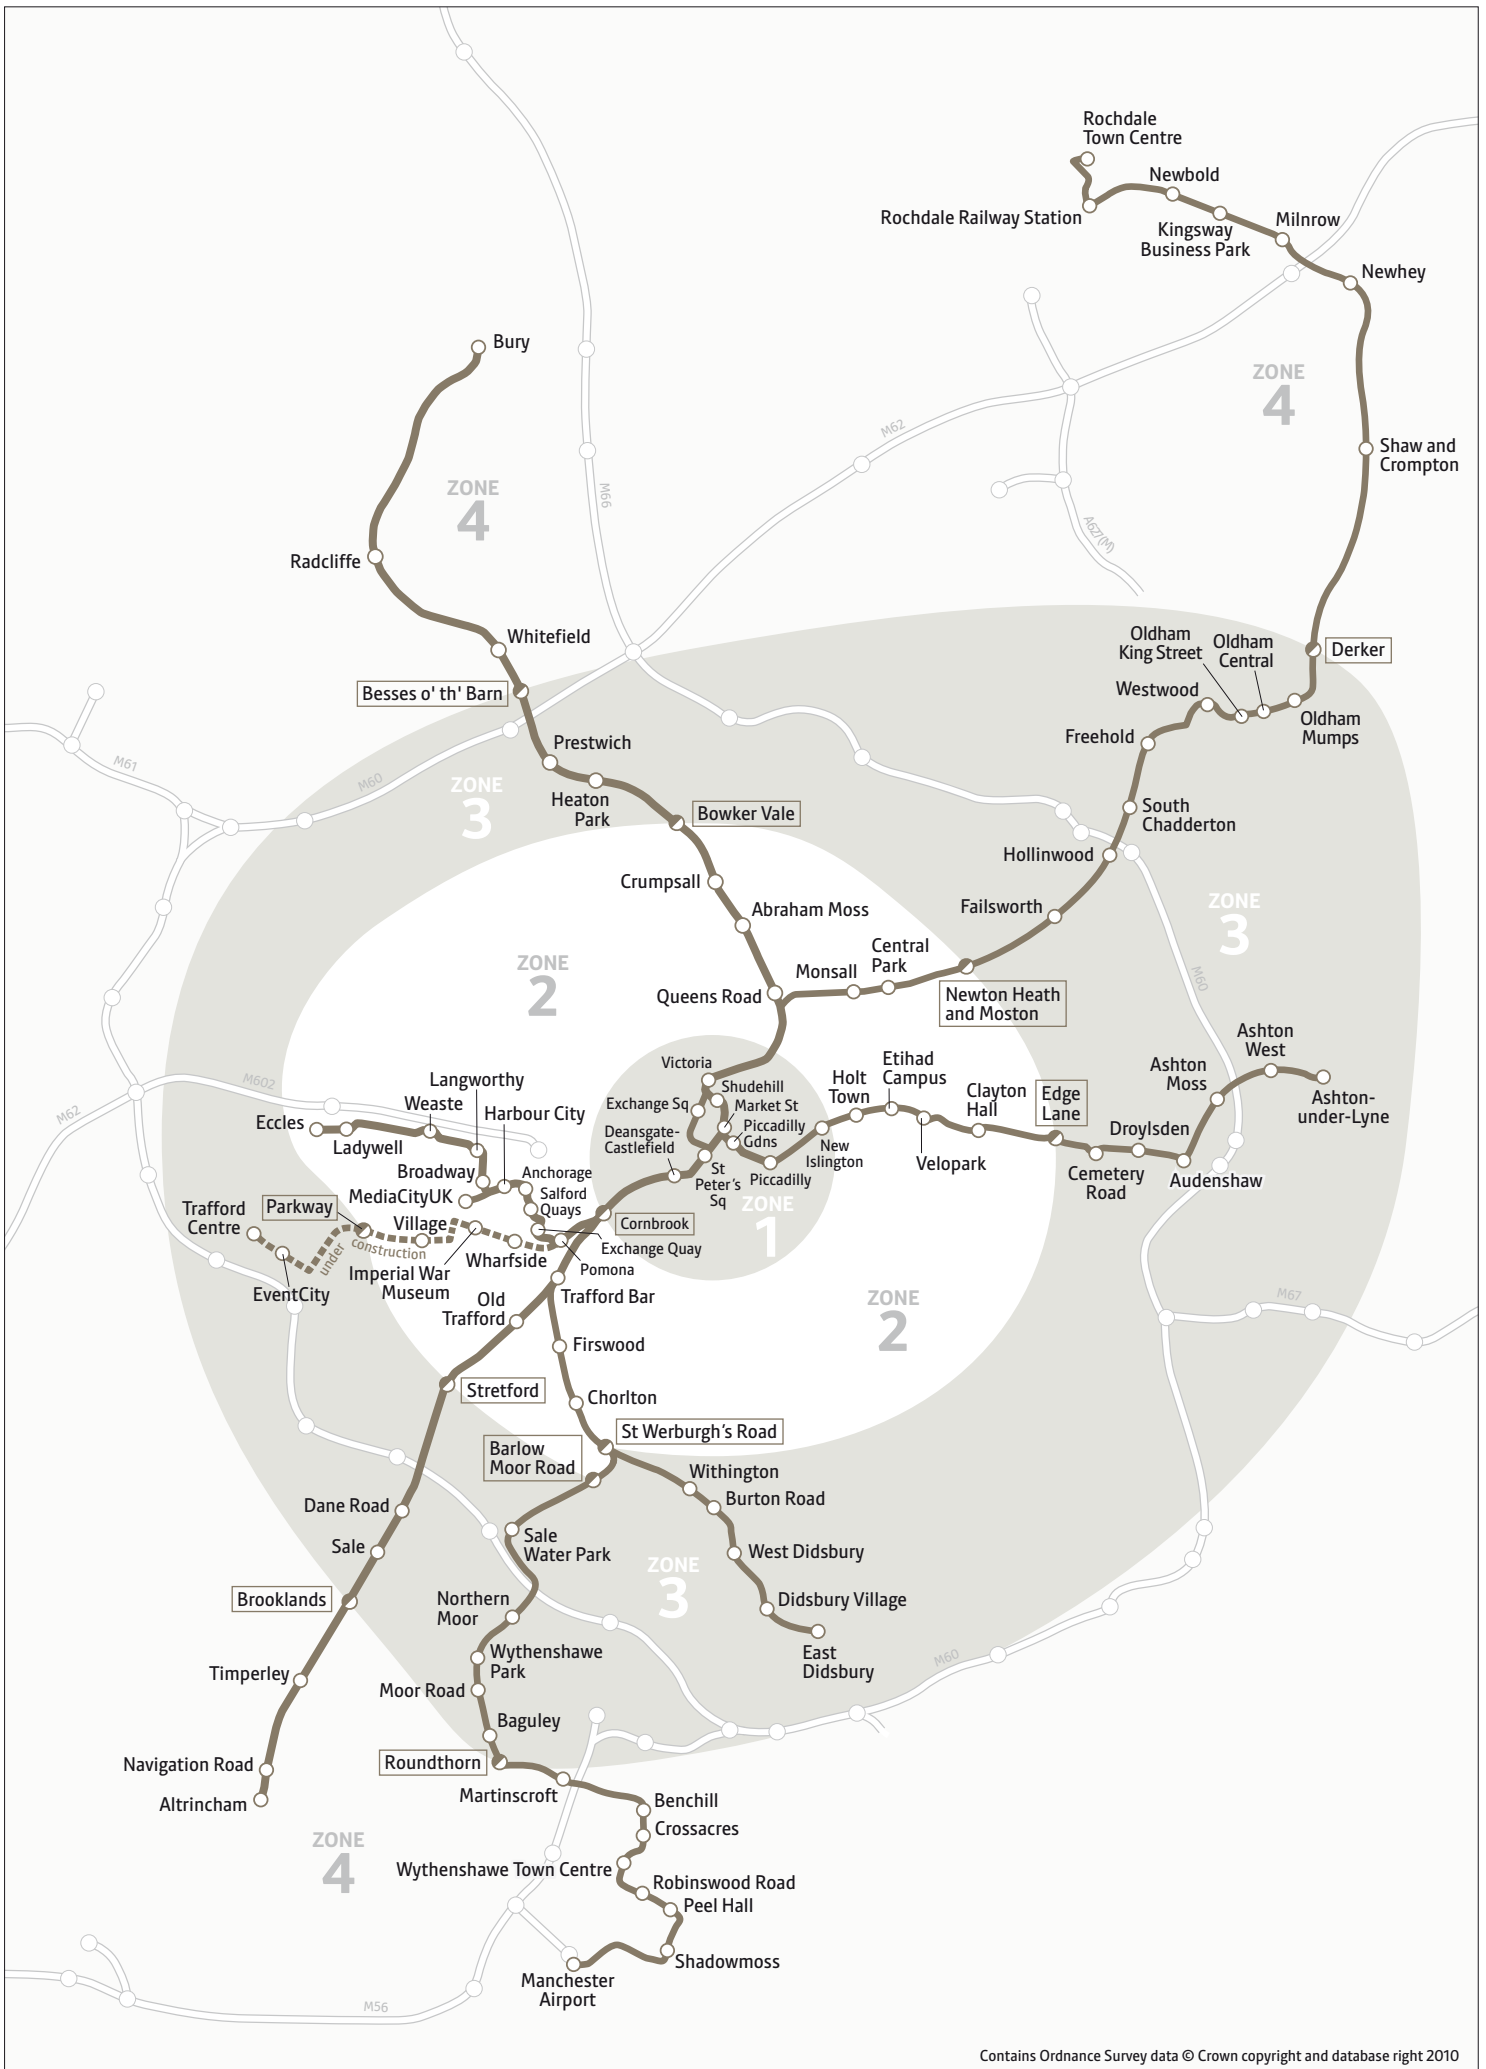 Rochdale
Town Centre
Newbold
Rochdale Railway Station
Kingsway
Business Park
Milnrow
Newhey
Bury
ZONE
4
M62
Shaw and
Crompton
ZONE
4
M66
A627(M)
Radcliffe
Whitefield
Oldham
King Street
Oldham
Central
Derker
Besses o' th' Barn
Westwood
Oldham
Mumps
Freehold
Prestwich
M61
M60
ZONE
3
Heaton
Park
Bowker Vale
South
Chadderton
Hollinwood
Crumpsall
Abraham Moss
Failsworth
ZONE
3
Central
Park
Monsall
ZONE
2
Queens Road
Newton Heath
and Moston
M60
Ashton
West
Ashton
Moss
Ashton-
under-Lyne
Victoria
Etihad
Campus
Holt
Town
Clayton
Hall
Edge
Lane
M602
M62
Langworthy
Weaste
Harbour City
Shudehill
Exchange Sq
Market St
Eccles
Deansgate-
Castlefield
Piccadilly
Gdns
New
Islington
Velopark
Droylsden
Cemetery
Road
Audenshaw
Ladywell
Broadway
Anchorage
MediaCityUK
Salford
Quays
St
Peter's
Sq
Piccadilly
ZONE
1
Trafford
Centre
Parkway
Village
Cornbrook
under
construction
Exchange Quay
Wharfside
Imperial War
Museum
Pomona
EventCity
Trafford Bar
Old
Trafford
ZONE
2
M67
Firswood
Stretford
Chorlton
St Werburgh's Road
Barlow
Moor Road
Withington
Burton Road
Dane Road
Sale
Sale
Water Park
West Didsbury
ZONE
3
Brooklands
Northern
Moor
Didsbury Village
Wythenshawe
Park
East
Didsbury
M60
Timperley
Moor Road
Baguley
Roundthorn
Navigation Road
Martinscroft
Altrincham
Benchill
Crossacres
ZONE
4
Wythenshawe Town Centre
Robinswood Road
Peel Hall
Shadowmoss
Manchester
Airport
M56
Contains Ordnance Survey data © Crown copyright and database right 2010